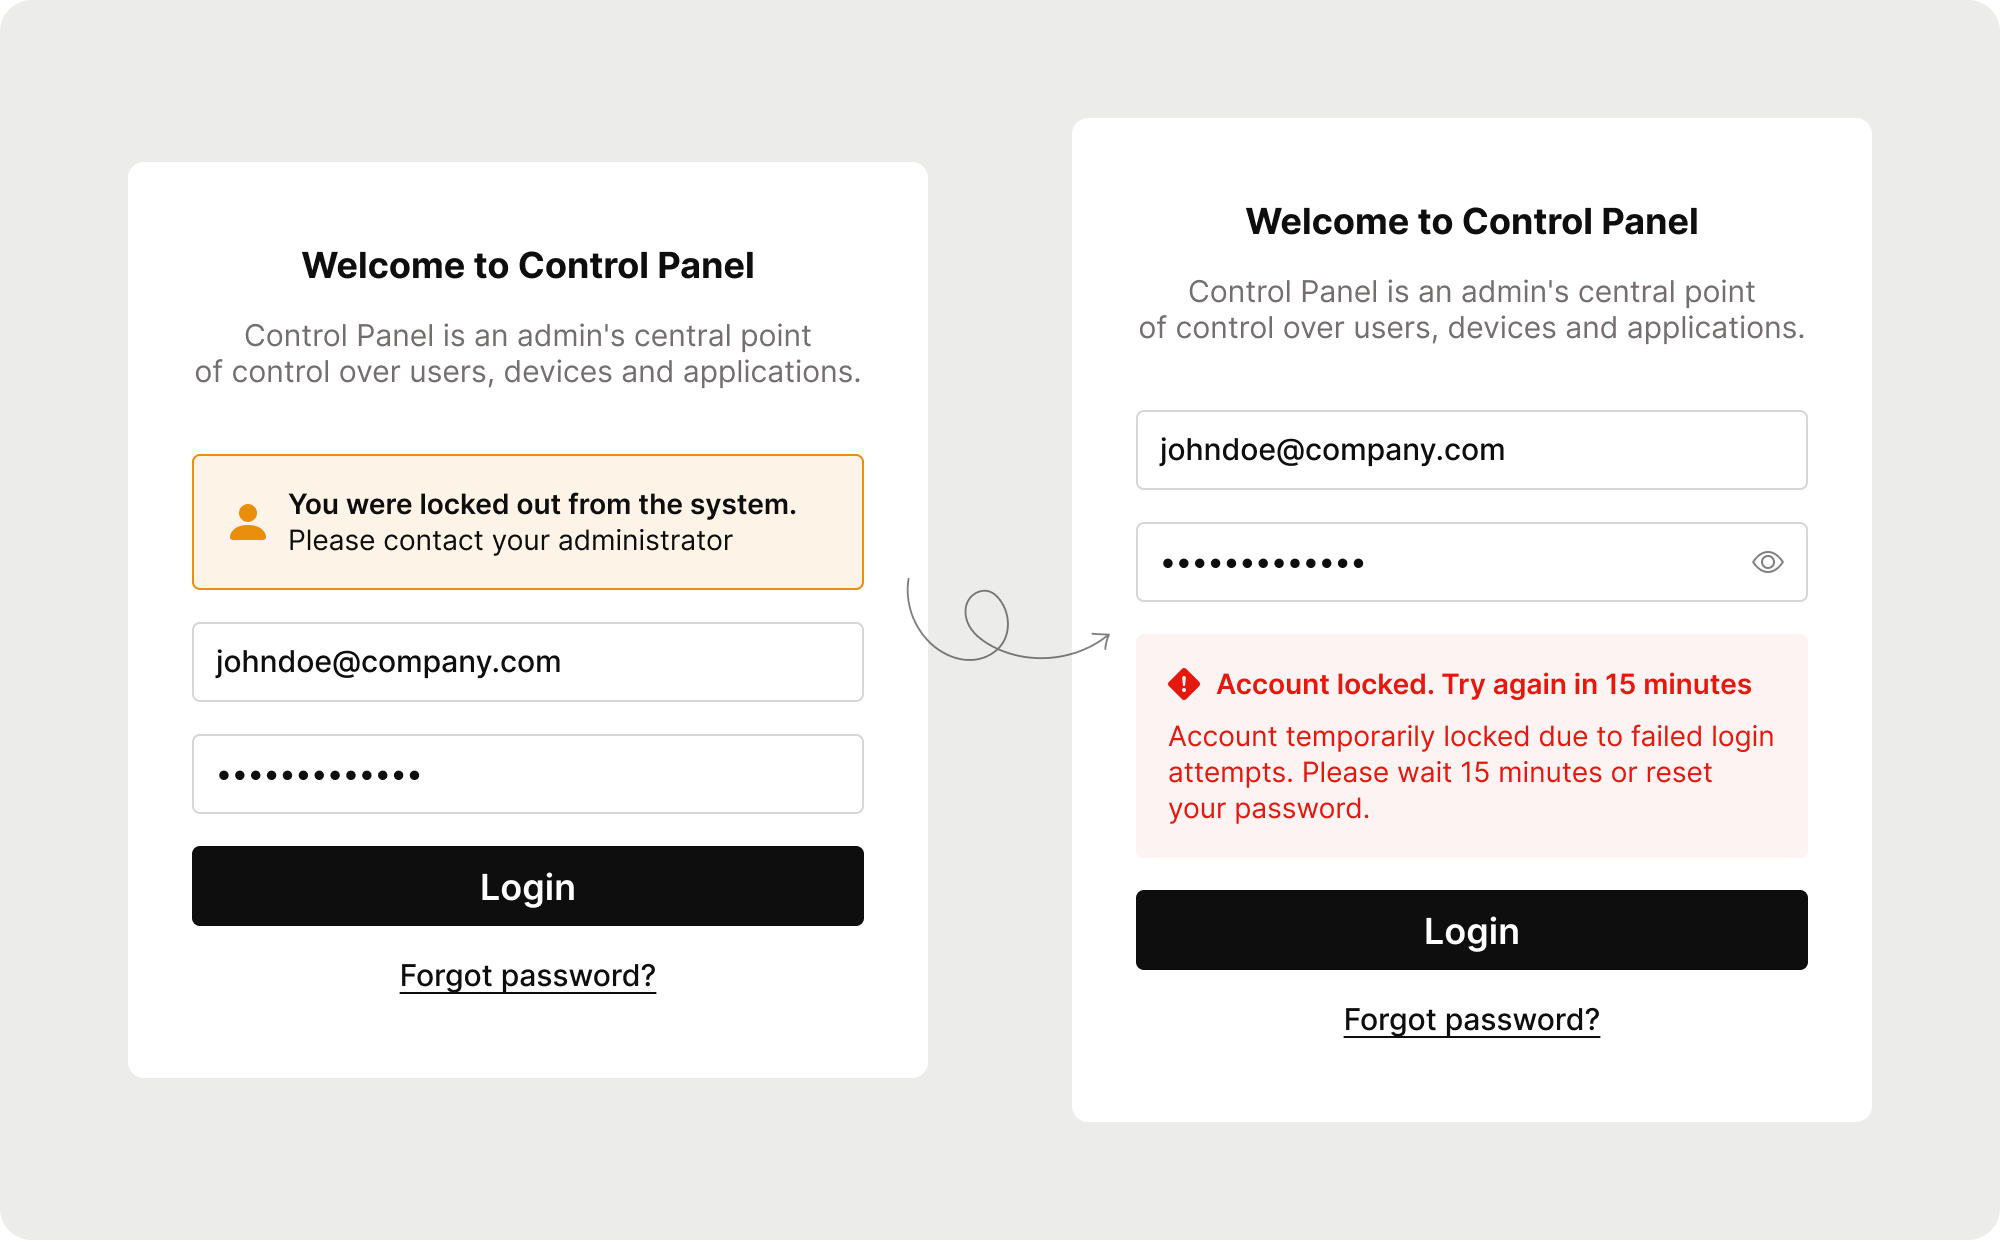 Welcome to Control Panel
Control Panel is an admin's central point
of control over users, devices and applications.
You were locked out from the system.
Please contact your administrator
johndoe@company.com
•••••••••••••
Login
Forgot password?
Welcome to Control Panel
Control Panel is an admin's central point
of control over users, devices and applications.
johndoe@company.com
•••••••••••••
Account locked. Try again in 15 minutes
Account temporarily locked due to failed login
attempts. Please wait 15 minutes or reset
your password.
Login
Forgot password?